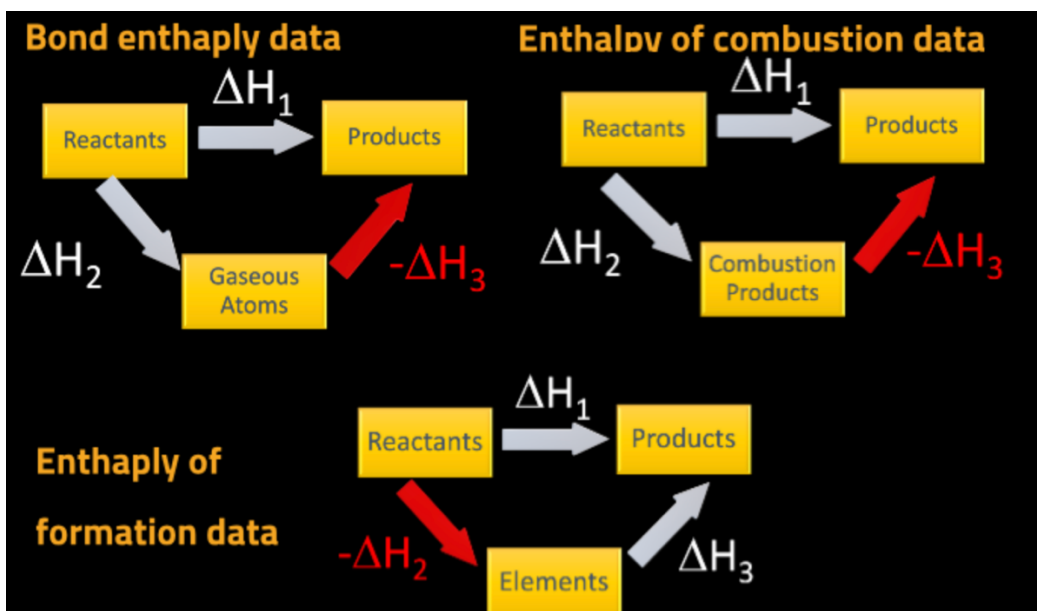 Bond enthaply data
ΔH₁
Reactants
Products
ΔH₂
-ΔH₃
Gaseous
Atoms
Enthalpy of combustion data
ΔH₁
Reactants
Products
ΔH₂
-ΔH₃
Combustion
Products
Enthaply of
formation data
ΔH₁
Reactants
Products
-ΔH₂
ΔH₃
Elements